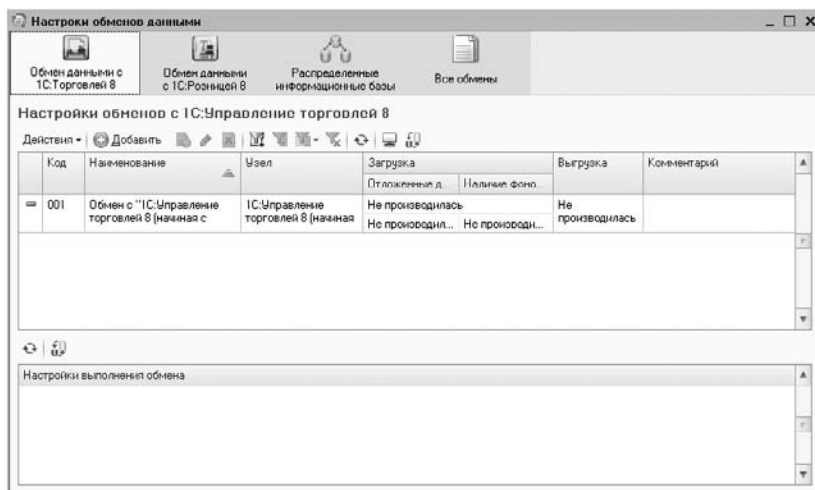 Настроки обменов данными
Обмен данными с
1С:Торговлей 8
Обмен данными
с 1С:Розницей 8
Распределенные
информационные базы
Все обмены
Настройки обменов с 1С:Управление торговлей 8
Действия
Добавить
Код
Наименование
Узел
Загрузка
Выгрузка
Комментарий
Отложенные д...
Наличие фоно...
001
Обмен с "1С:Управление
торговлей 8 (начиная с
1С:Управление
торговлей 8 (начиная
Не производилась
Не
производилась
Не производил...
Не производи...
Настройки выполнения обмена